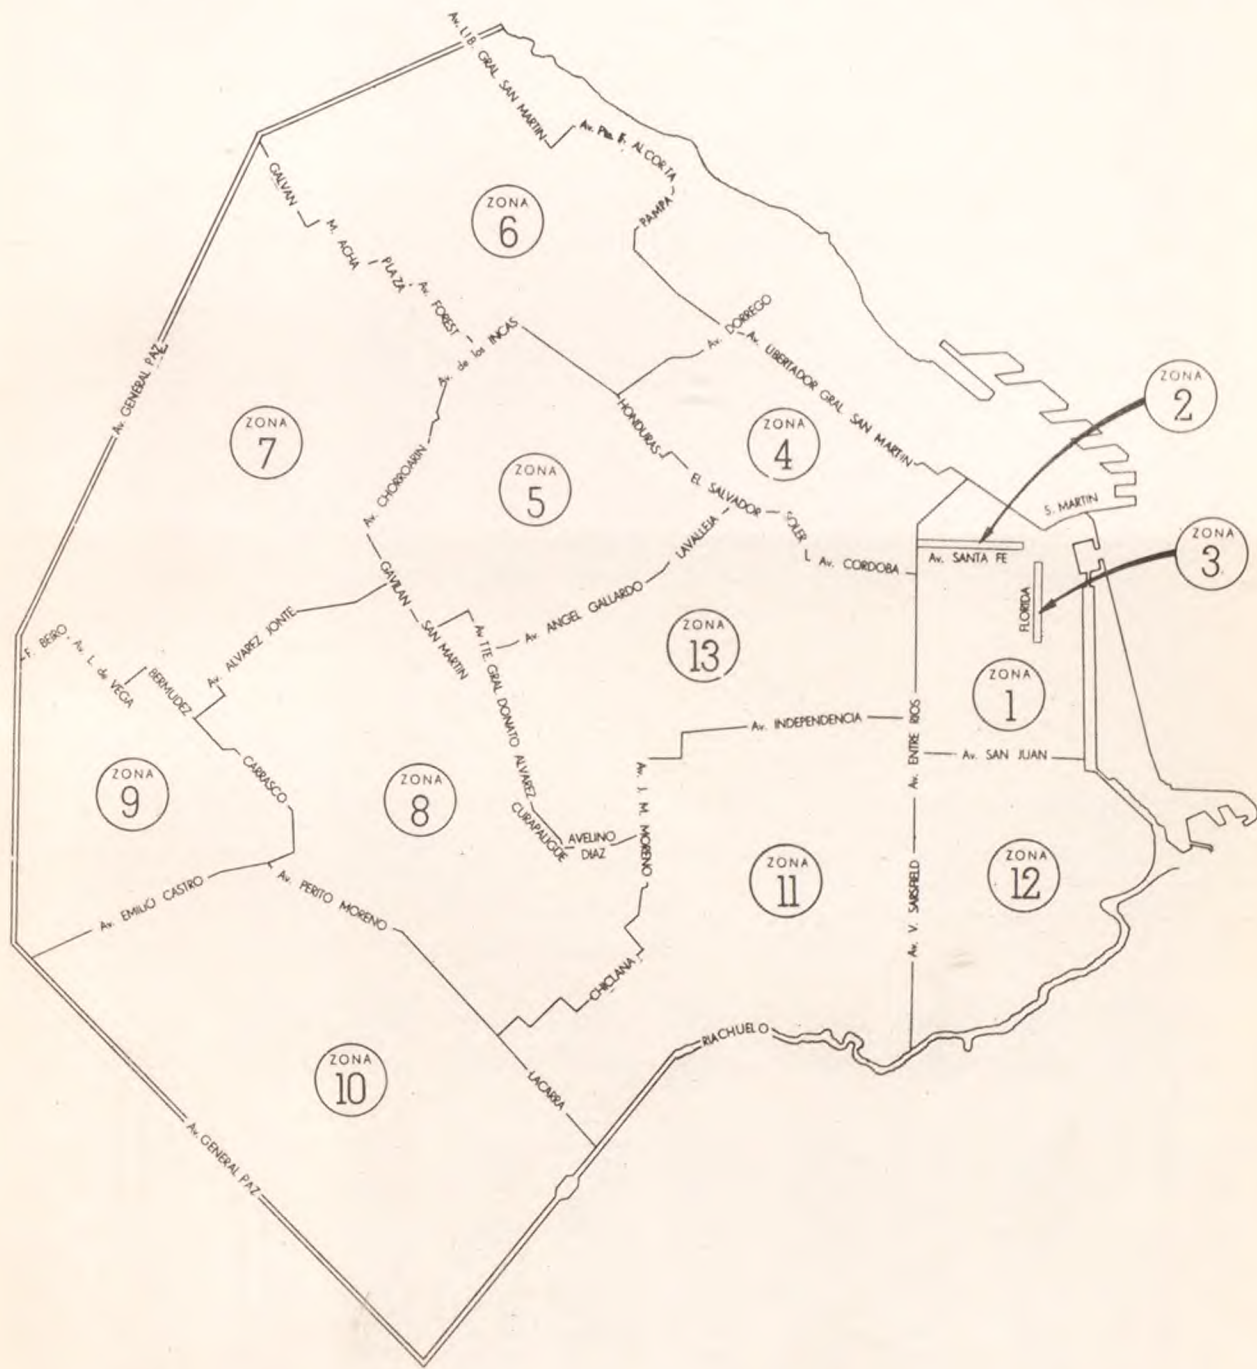 Av. LIB. GRAL SAN MARTIN
Av. Pte. F. ALCORTA
PAMPA
GALVAN
M. ACHA
PLAZA
Av. FOREST
Av. de los INCAS
ZONA
6
Av. DORREGO
Av. LIBERTADOR GRAL SAN MARTIN
Av. GENERAL PAZ
ZONA
7
Av. CHORROARIN
ZONA
5
HONDURAS
ZONA
4
EL SALVADOR
SOLER
Av. CORDOBA
S. MARTIN
ZONA
2
Av. SANTA FE
ZONA
3
FLORIDA
LAVALLEJA
Av. ANGEL GALLARDO
GAVILAN
SAN MARTIN
Av. ALVAREZ JONTE
F. BEIRO
Av. L. de VEGA
BERMUDEZ
CARRASCO
Av TTE. GRAL DONATO ALVAREZ
CURAPALIGUE
AVELINO
DIAZ
ZONA
13
ZONA
1
Av. INDEPENDENCIA
Av. ENTRE RIOS
Av. SAN JUAN
Av. J. M. MORENO
ZONA
9
ZONA
8
ZONA
11
ZONA
12
Av. V. SARSFIELD
Av. EMILIO CASTRO
Av. PERITO MORENO
CHICLANA
RIACHUELO
LACARRA
ZONA
10
Av. GENERAL PAZ